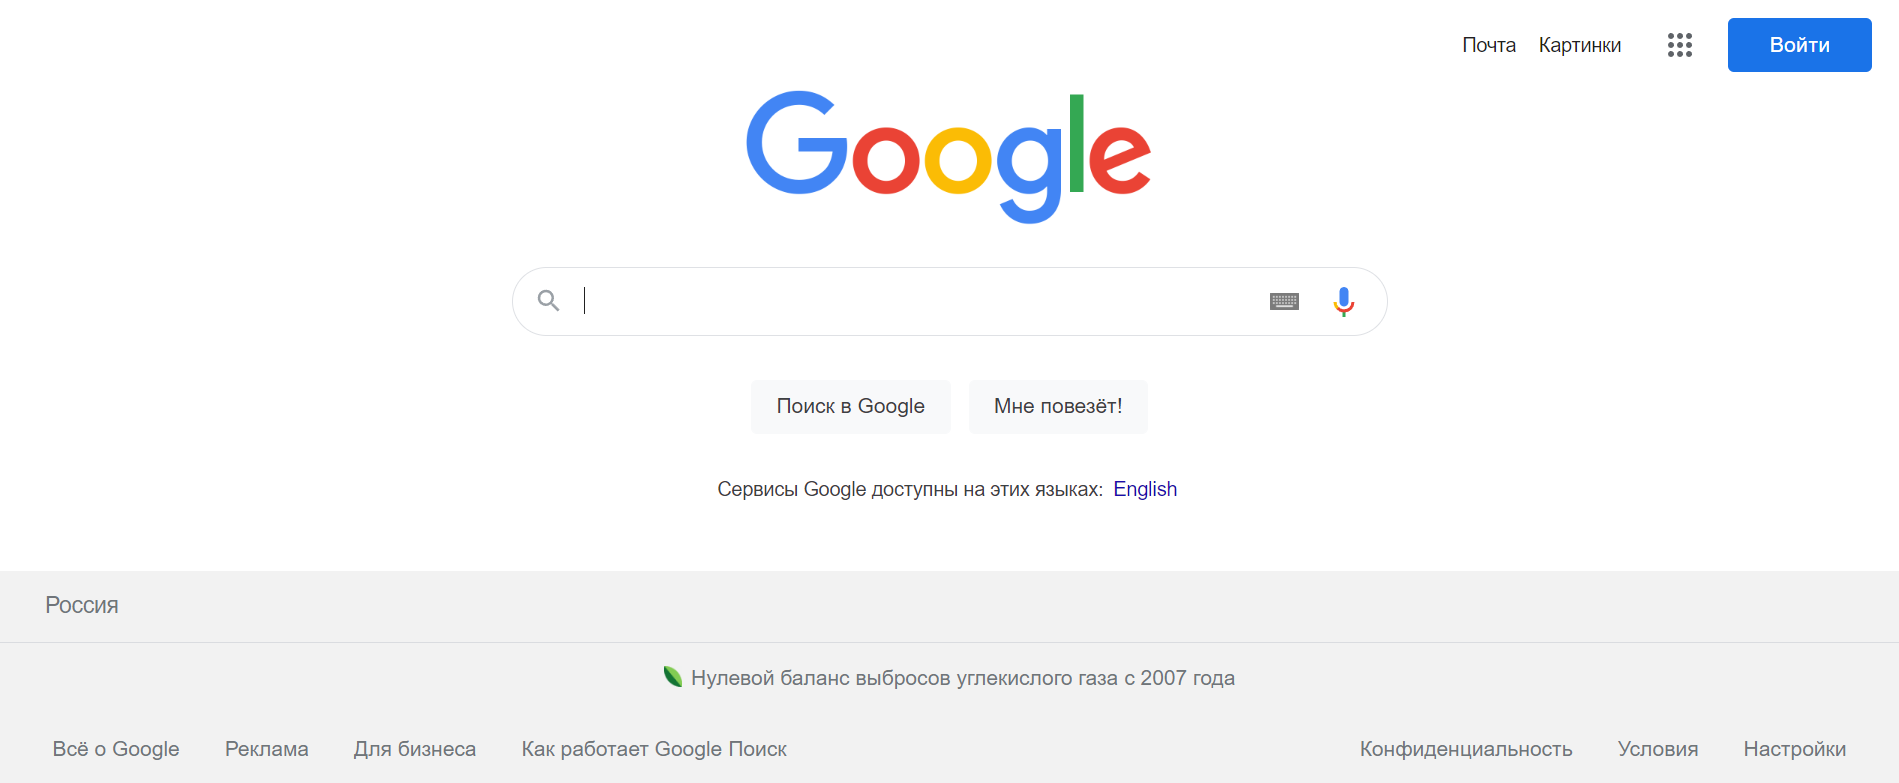 Почта Картинки Войти
Google
Поиск в Google Мне повезёт!
Сервисы Google доступны на этих языках: English
Россия
Нулевой баланс выбросов углекислого газа с 2007 года
Всё о Google Реклама Для бизнеса Как работает Google Поиск Конфиденциальность Условия Настройки